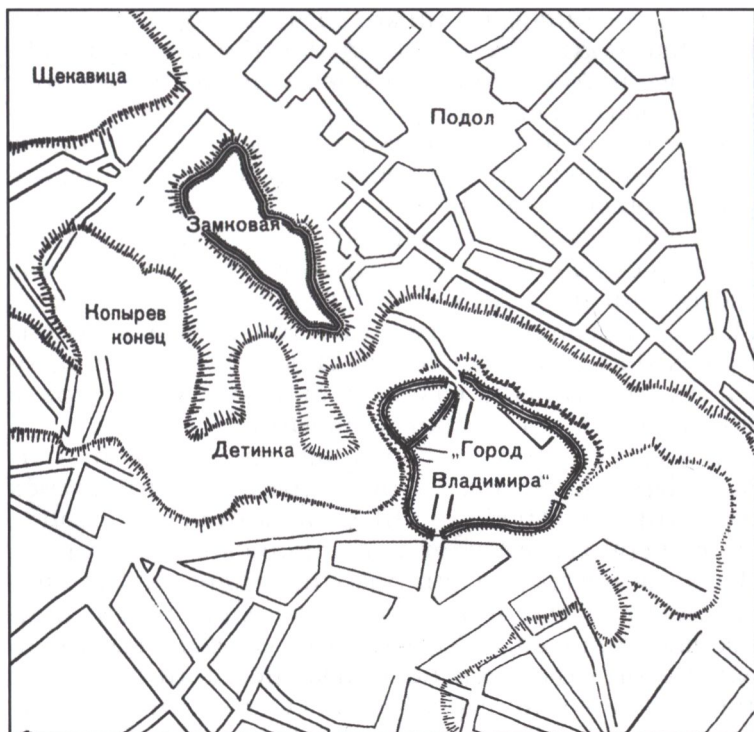 Щекавица
Подол
Замковая
Копырев
конец
Детинка
„Город
Владимира“